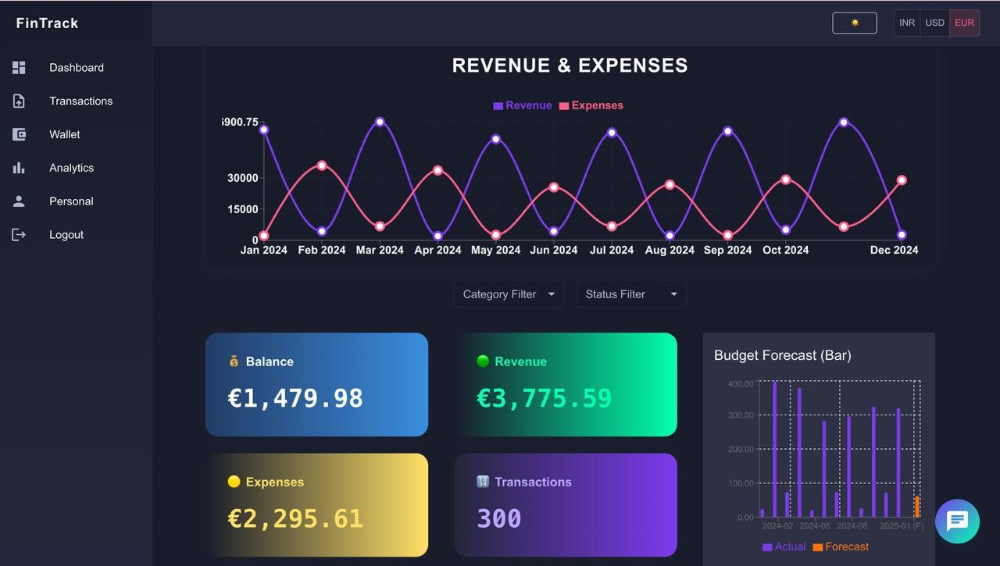 FinTrack
INR USD EUR
Dashboard
Transactions
Wallet
Analytics
Personal
Logout
REVENUE & EXPENSES
Revenue Expenses
6900.75
30000
15000
0
Jan 2024 Feb 2024 Mar 2024 Apr 2024 May 2024 Jun 2024 Jul 2024 Aug 2024 Sep 2024 Oct 2024 Dec 2024
Category Filter Status Filter
Balance
€1,479.98
Revenue
€3,775.59
Expenses
€2,295.61
Transactions
300
Budget Forecast (Bar)
400.00
300.00
200.00
100.00
0.00
2024-02 2024-05 2024-08 2025-01 (F)
Actual Forecast